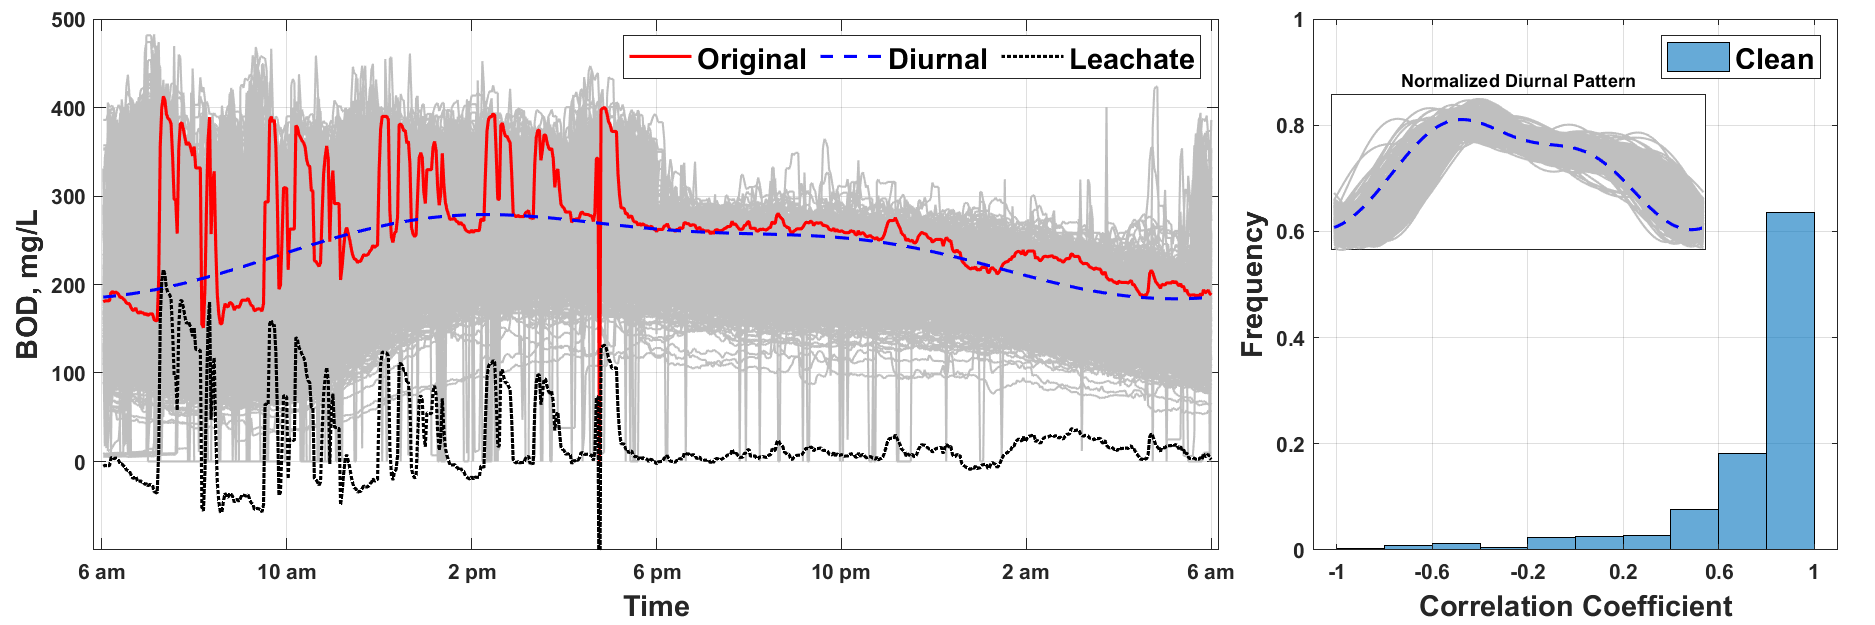 500
400
300
200
100
0
BOD, mg/L
Original Diurnal Leachate
6 am 10 am 2 pm 6 pm 10 pm 2 am 6 am
Time
1
0.8
0.6
0.4
0.2
0
Frequency
Clean
Normalized Diurnal Pattern
-1 -0.6 -0.2 0.2 0.6 1
Correlation Coefficient